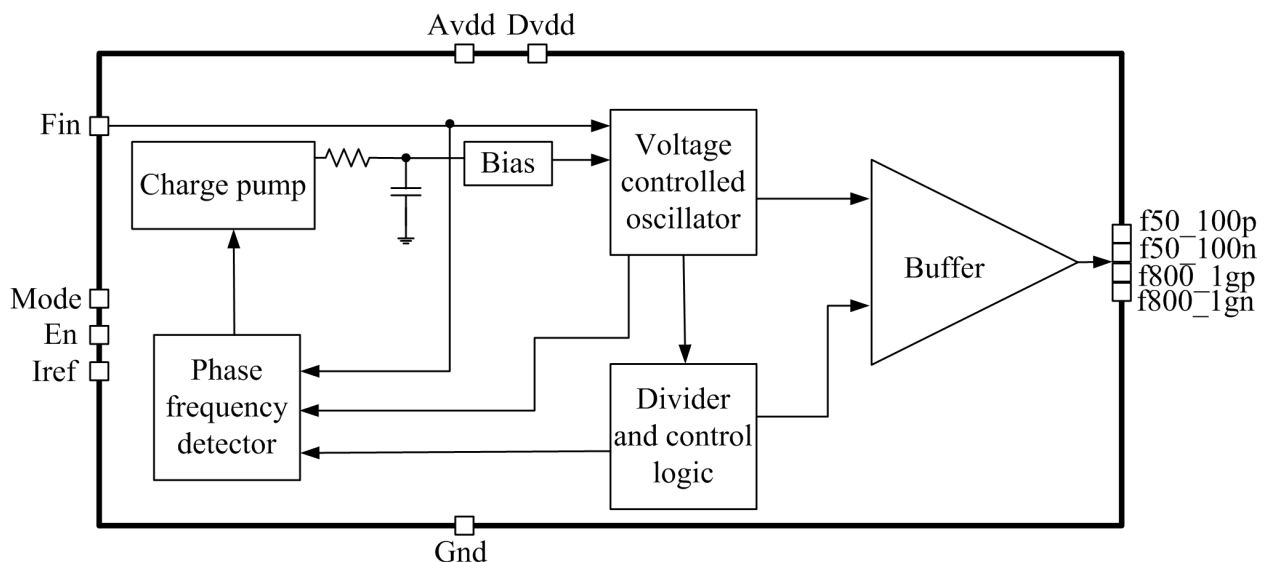 Avdd Dvdd
Fin
Charge pump
Bias
Voltage
controlled
oscillator
Buffer
f50_100p
f50_100n
f800_1gp
f800_1gn
Mode
En
Iref
Phase
frequency
detector
Divider
and control
logic
Gnd